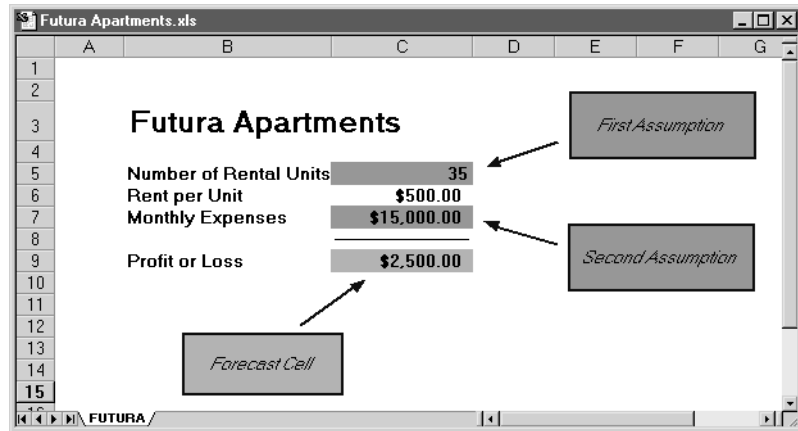 Futura Apartments.xls
A B C D E F G
1
2
3 Futura Apartments First Assumption
4
5 Number of Rental Units 35
6 Rent per Unit $500.00
7 Monthly Expenses $15,000.00
8
9 Profit or Loss $2,500.00 Second Assumption
10
11
12
13
14 Forecast Cell
15
16
FUTURA